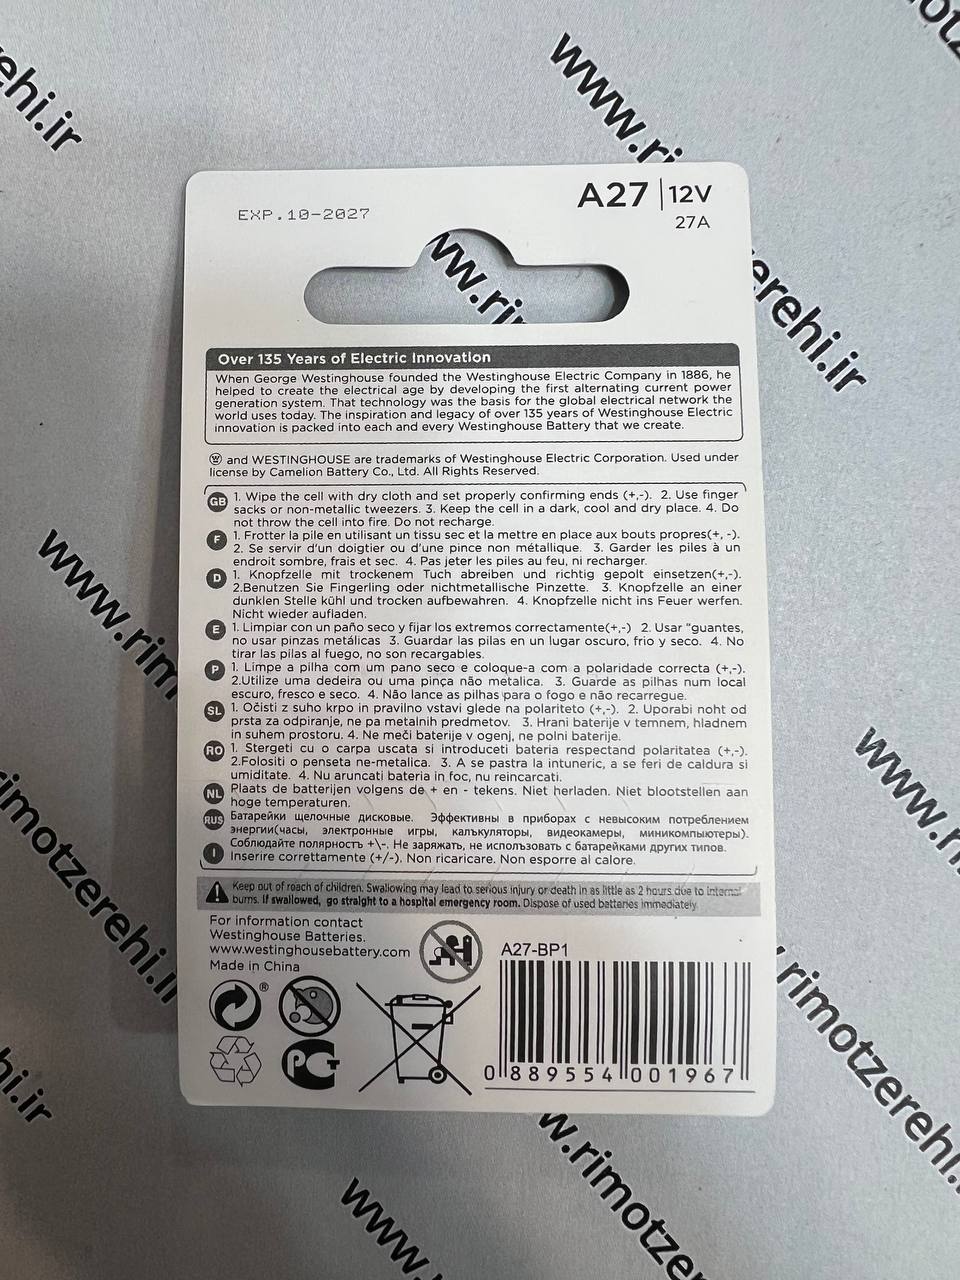 EXP.10-2027
A27 | 12V
27A
Over 135 Years of Electric Innovation
When George Westinghouse founded the Westinghouse Electric Company in 1886, he
helped to create the electrical age by developing the first alternating current power
generation system. That technology was the basis for the global electrical network the
world uses today. The inspiration and legacy of over 135 years of Westinghouse Electric
innovation is packed into each and every Westinghouse Battery that we create.
and WESTINGHOUSE are trademarks of Westinghouse Electric Corporation. Used under
license by Camelion Battery Co., Ltd. All Rights Reserved.
GB 1. Wipe the cell with dry cloth and set properly confirming ends (+,-). 2. Use finger
sacks or non-metallic tweezers. 3. Keep the cell in a dark, cool and dry place. 4. Do
not throw the cell into fire. Do not recharge.
F 1. Frotter la pile en utilisant un tissu sec et la mettre en place aux bouts propres(+, -).
2. Se servir d'un doigtier ou d'une pince non métallique. 3. Garder les piles à un
endroit sombre, frais et sec. 4. Pas jeter les piles au feu, ni recharger.
D 1. Knopfzelle mit trockenem Tuch abreiben und richtig gepolt einsetzen(+,-).
2.Benutzen Sie Fingerling oder nichtmetallische Pinzette. 3. Knopfzelle an einer
dunklen Stelle kühl und trocken aufbewahren. 4. Knopfzelle nicht ins Feuer werfen.
Nicht wieder aufladen.
E 1. Limpiar con un paño seco y fijar los extremos correctamente(+,-) 2. Usar "guantes,
no usar pinzas metálicas 3. Guardar las pilas en un lugar oscuro, frio y seco. 4. No
tirar las pilas al fuego, no son recargables.
P 1. Limpe a pilha com um pano seco e coloque-a com a polaridade correcta (+,-).
2.Utilize uma dedeira ou uma pinça não metalica. 3. Guarde as pilhas num local
escuro, fresco e seco. 4. Não lance as pilhas para o fogo e não recarregue.
SL 1. Očisti z suho krpo in pravilno vstavi glede na polariteto (+,-). 2. Uporabi noht od
prsta za odpiranje, ne pa metalnih predmetov. 3. Hrani baterije v temnem, hladnem
in suhem prostoru. 4. Ne meči baterije v ogenj, ne polni baterije.
RO 1. Stergeti cu o carpa uscata si introduceti bateria respectand polaritatea (+,-).
2.Folositi o penseta ne-metalica. 3. A se pastra la intuneric, a se feri de caldura si
umiditate. 4. Nu aruncati bateria in foc, nu reincarcati.
NL Plaats de batterijen volgens de + en - tekens. Niet herladen. Niet blootstellen aan
hoge temperaturen.
RUS Батарейки щелочные дисковые. Эффективны в приборах с невысоким потреблением
энергии(часы, электронные игры, калькуляторы, видеокамеры, миникомпьютеры).
Соблюдайте полярность +\-. Не заряжать, не использовать с батарейками других типов.
I Inserire correttamente (+/-). Non ricaricare. Non esporre al calore.
Keep out of reach of children. Swallowing may lead to serious injury or death in as little as 2 hours due to internal
burns. If swallowed, go straight to a hospital emergency room. Dispose of used batteries immediately.
For information contact
Westinghouse Batteries.
www.westinghousebattery.com
Made in China
A27-BP1
®
РСТ
0 889554 001967
ehi.ir
www.ri
ww.rin
erehi.ir
www.rim
www.r
imotzerehi.ir
rimotzerehi.ir
hi.ir
w.rimotzere
www.